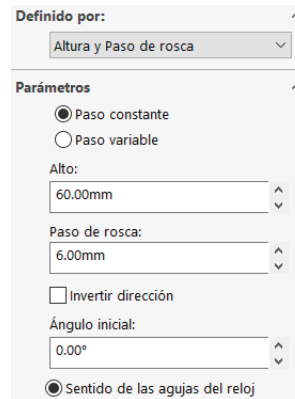 Definido por:
Altura y Paso de rosca
Parámetros
Paso constante
Paso variable
Alto:
60.00mm
Paso de rosca:
6.00mm
Invertir dirección
Ángulo inicial:
0.00°
Sentido de las agujas del reloj